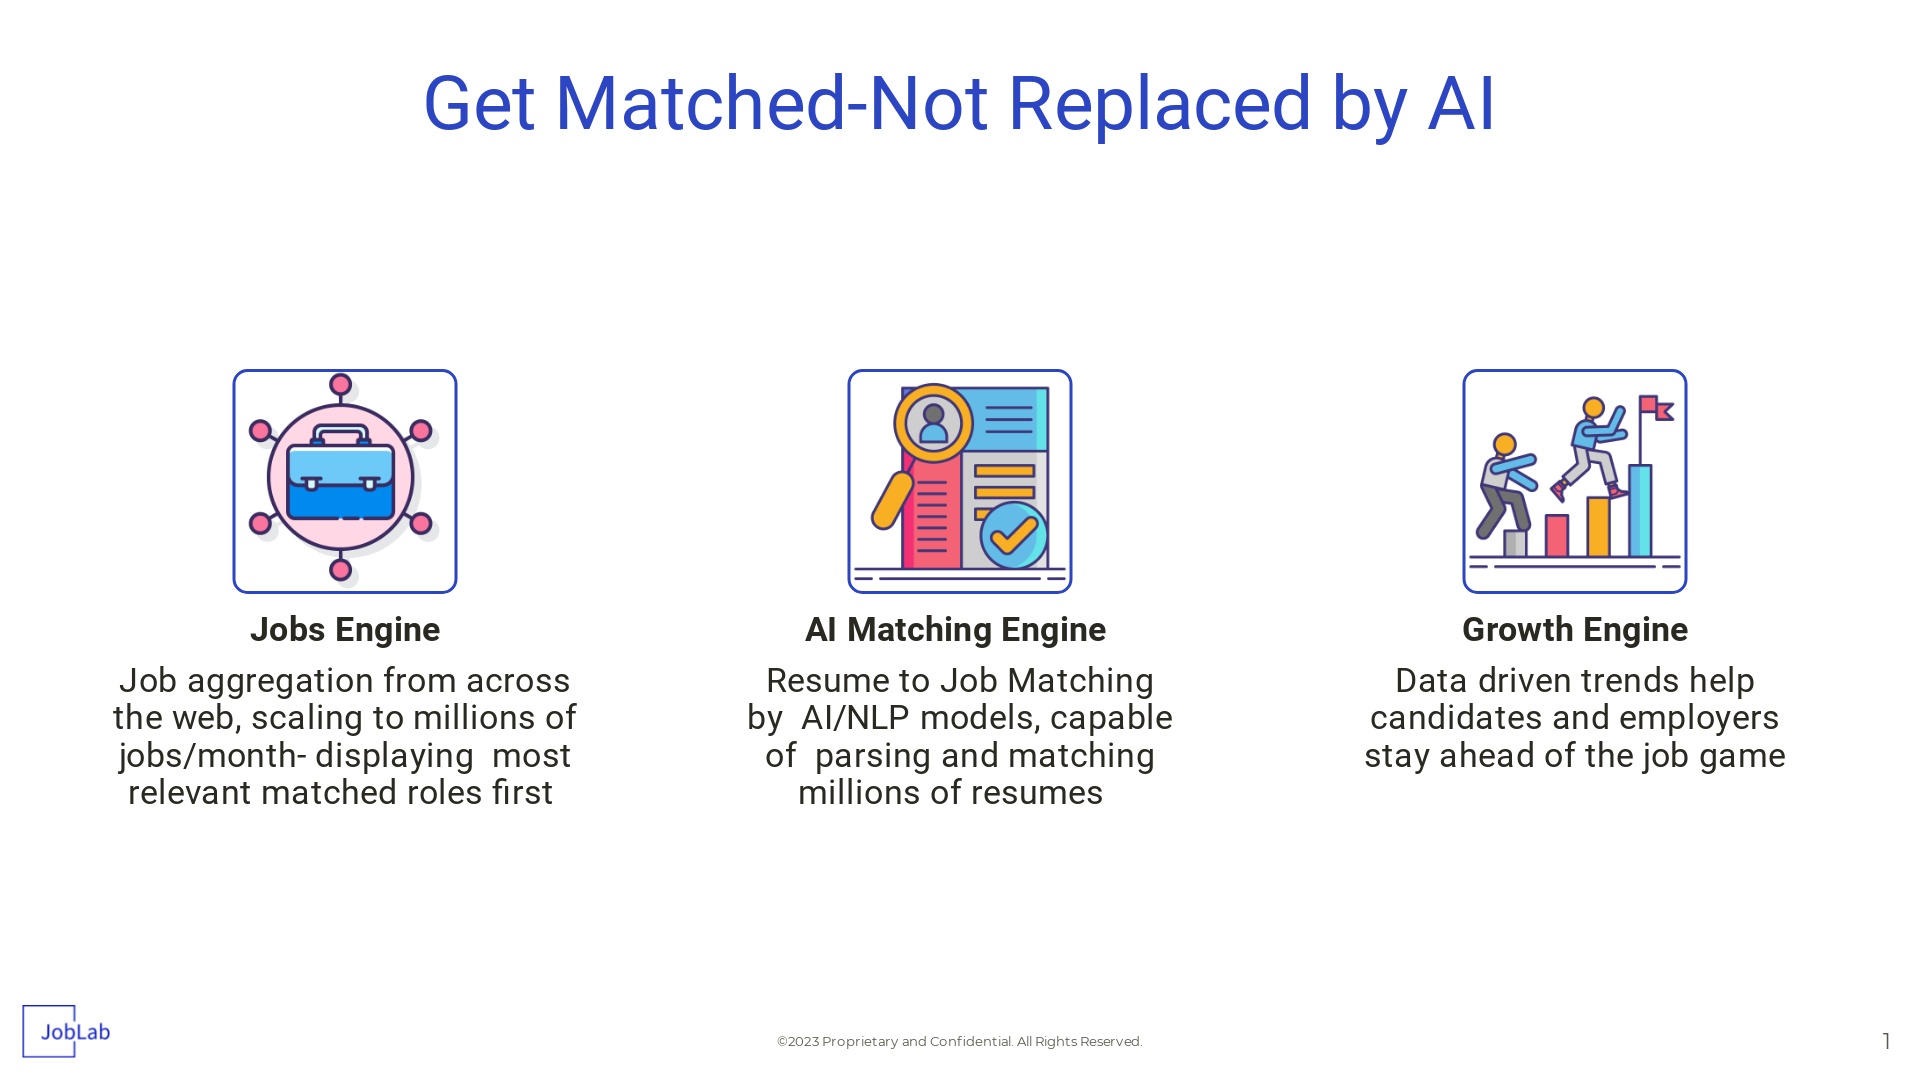 Get Matched-Not Replaced by AI
Jobs Engine
Job aggregation from across
the web, scaling to millions of
jobs/month- displaying  most
relevant matched roles first
AI Matching Engine
Resume to Job Matching
by  AI/NLP models, capable
of  parsing and matching
millions of resumes
Growth Engine
Data driven trends help
candidates and employers
stay ahead of the job game
JobLab
©2023 Proprietary and Confidential. All Rights Reserved.
1